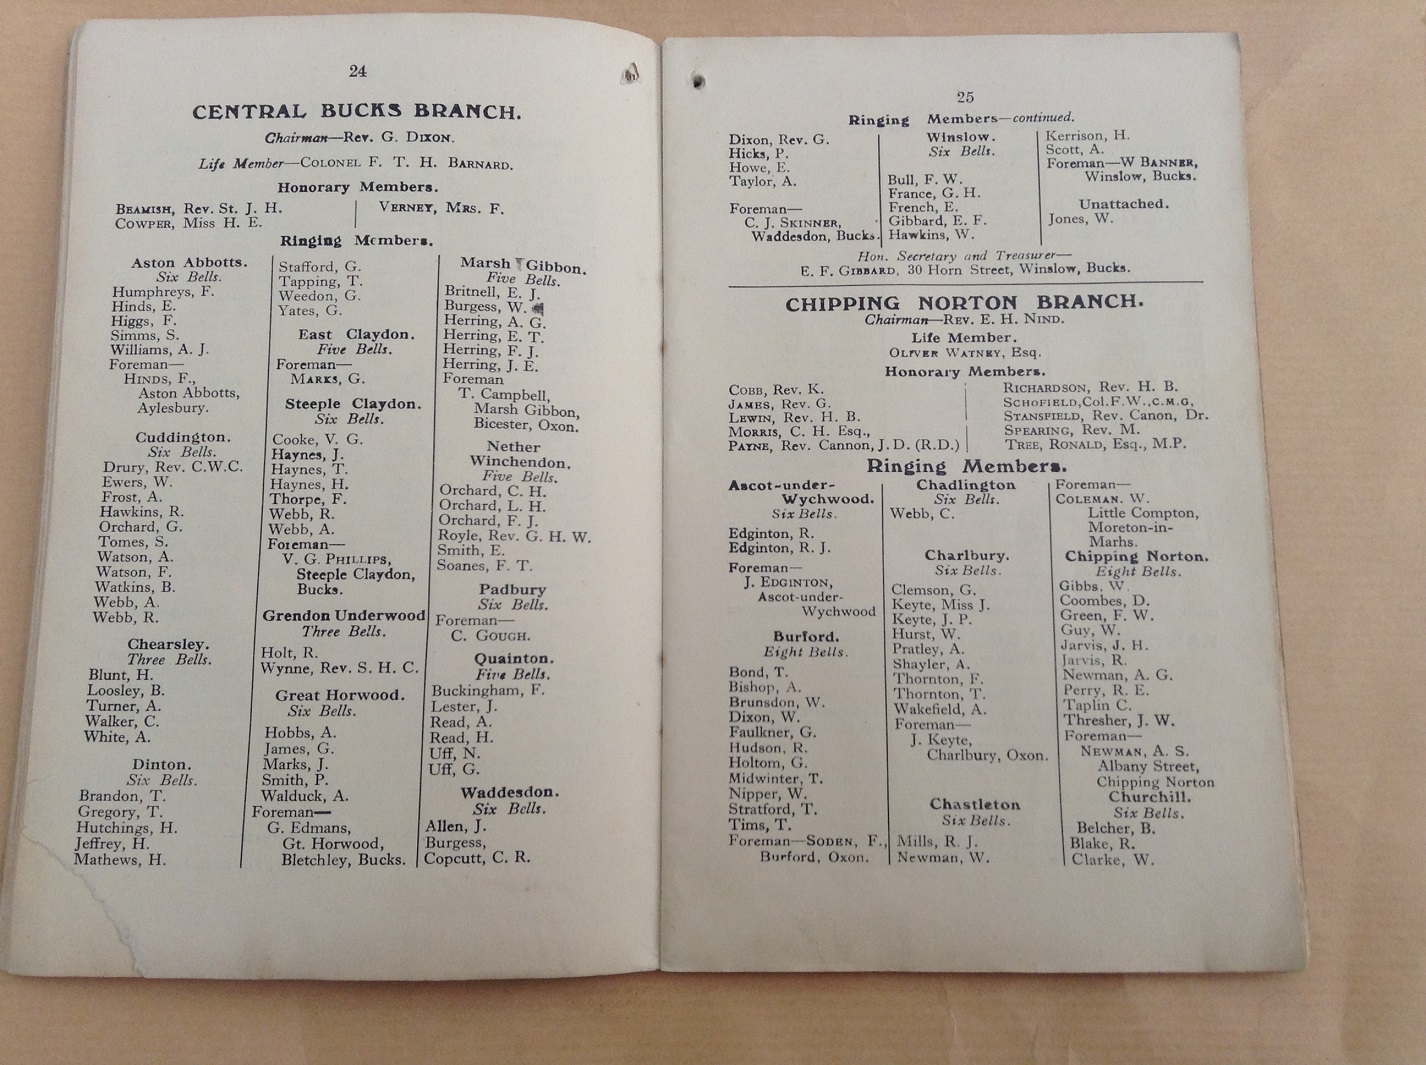 24
CENTRAL BUCKS BRANCH.
Chairman—Rev. G. Dixon.
Life Member—Colonel F. T. H. Barnard.
Honorary Members.
Beamish, Rev. St. J. H.
Cowper, Miss H. E.
Verney, Mrs. F.
Ringing Members.
Aston Abbotts.
Six Bells.
Humphreys, F.
Hinds, E.
Higgs, F.
Simms, S.
Williams, A. J.
Foreman—
Hinds, F.,
Aston Abbotts,
Aylesbury.
Cuddington.
Six Bells.
Drury, Rev. C.W.C.
Ewers, W.
Frost, A.
Hawkins, R.
Orchard, G.
Tomes, S.
Watson, A.
Watson, F.
Watkins, B.
Webb, A.
Webb, R.
Chearsley.
Three Bells.
Blunt, H.
Loosley, B.
Turner, A.
Walker, C.
White, A.
Dinton.
Six Bells.
Brandon, T.
Gregory, T.
Hutchings, H.
Jeffrey, H.
Mathews, H.
Stafford, G.
Tapping, T.
Weedon, G.
Yates, G.
East Claydon.
Five Bells.
Foreman—
Marks, G.
Steeple Claydon.
Six Bells.
Cooke, V. G.
Haynes, J.
Haynes, T.
Haynes, H.
Thorpe, F.
Webb, R.
Webb, A.
Foreman—
V. G. Phillips,
Steeple Claydon,
Bucks.
Grendon Underwood
Three Bells.
Holt, R.
Wynne, Rev. S. H. C.
Great Horwood.
Six Bells.
Hobbs, A.
James, G.
Marks, J.
Smith, P.
Walduck, A.
Foreman—
G. Edmans,
Gt. Horwood,
Bletchley, Bucks.
Marsh Gibbon.
Five Bells.
Britnell, E. J.
Burgess, W.
Herring, A. G.
Herring, E. T.
Herring, F. J.
Herring, J. E.
Foreman
T. Campbell,
Marsh Gibbon,
Bicester, Oxon.
Nether
Winchendon.
Five Bells.
Orchard, C. H.
Orchard, L. H.
Orchard, F. J.
Royle, Rev. G. H. W.
Smith, E.
Soanes, F. T.
Padbury
Six Bells.
Foreman—
C. Gough.
Quainton.
Five Bells.
Buckingham, F.
Lester, J.
Read, A.
Read, H.
Uff, N.
Uff, G.
Waddesdon.
Six Bells.
Allen, J.
Burgess,
Copcutt, C. R.
25
Ringing Members—continued.
Dixon, Rev. G.
Hicks, P.
Howe, E.
Taylor, A.
Foreman—
C. J. Skinner,
Waddesdon, Bucks.
Winslow.
Six Bells.
Bull, F. W.
France, G. H.
French, E.
Gibbard, E. F.
Hawkins, W.
Kerrison, H.
Scott, A.
Foreman—W Banner,
Winslow, Bucks.
Unattached.
Jones, W.
Hon. Secretary and Treasurer—
E. F. Gibbard, 30 Horn Street, Winslow, Bucks.
CHIPPING NORTON BRANCH.
Chairman—Rev. E. H. Nind.
Life Member.
Oliver Watney, Esq.
Honorary Members.
Cobb, Rev. K.
James, Rev. G.
Lewin, Rev. H. B.
Morris, C. H. Esq.,
Payne, Rev. Cannon, J. D. (R.D.)
Richardson, Rev. H. B.
Schofield, Col. F. W., C.M.G,
Stansfield, Rev. Canon, Dr.
Spearing, Rev. M.
Tree, Ronald, Esq., M.P.
Ringing Members.
Ascot-under-
Wychwood.
Six Bells.
Edginton, R.
Edginton, R. J.
Foreman—
J. Edginton,
Ascot-under-
Wychwood
Burford.
Eight Bells.
Bond, T.
Bishop, A.
Brunsdon, W.
Dixon, W.
Faulkner, G.
Hudson, R.
Holtom, G.
Midwinter, T.
Nipper, W.
Stratford, T.
Tims, T.
Foreman—Soden, F.,
Burford, Oxon.
Chadlington
Six Bells.
Webb, C.
Charlbury.
Six Bells.
Clemson, G.
Keyte, Miss J.
Keyte, J. P.
Hurst, W.
Pratley, A.
Shayler, A.
Thornton, F.
Thornton, T.
Wakefield, A.
Foreman—
J. Keyte,
Charlbury, Oxon.
Chastleton
Six Bells.
Mills, R. J.
Newman, W.
Foreman—
Coleman. W.
Little Compton,
Moreton-in-
Marhs.
Chipping Norton.
Eight Bells.
Gibbs, W.
Coombes, D.
Green, F. W.
Guy, W.
Jarvis, J. H.
Jarvis, R.
Newman, A. G.
Perry, R. E.
Taplin C.
Thresher, J. W.
Foreman—
Newman, A. S.
Albany Street,
Chipping Norton
Churchill.
Six Bells.
Belcher, B.
Blake, R.
Clarke, W.